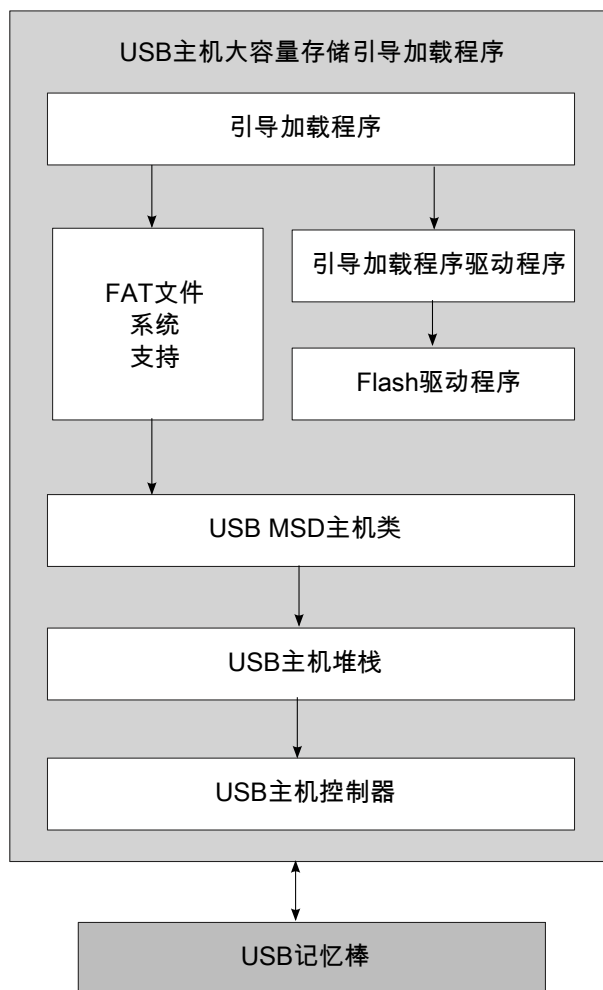 USB主机大容量存储引导加载程序
引导加载程序
FAT文件
系统
支持
引导加载程序驱动程序
Flash驱动程序
USB MSD主机类
USB主机堆栈
USB主机控制器
USB记忆棒